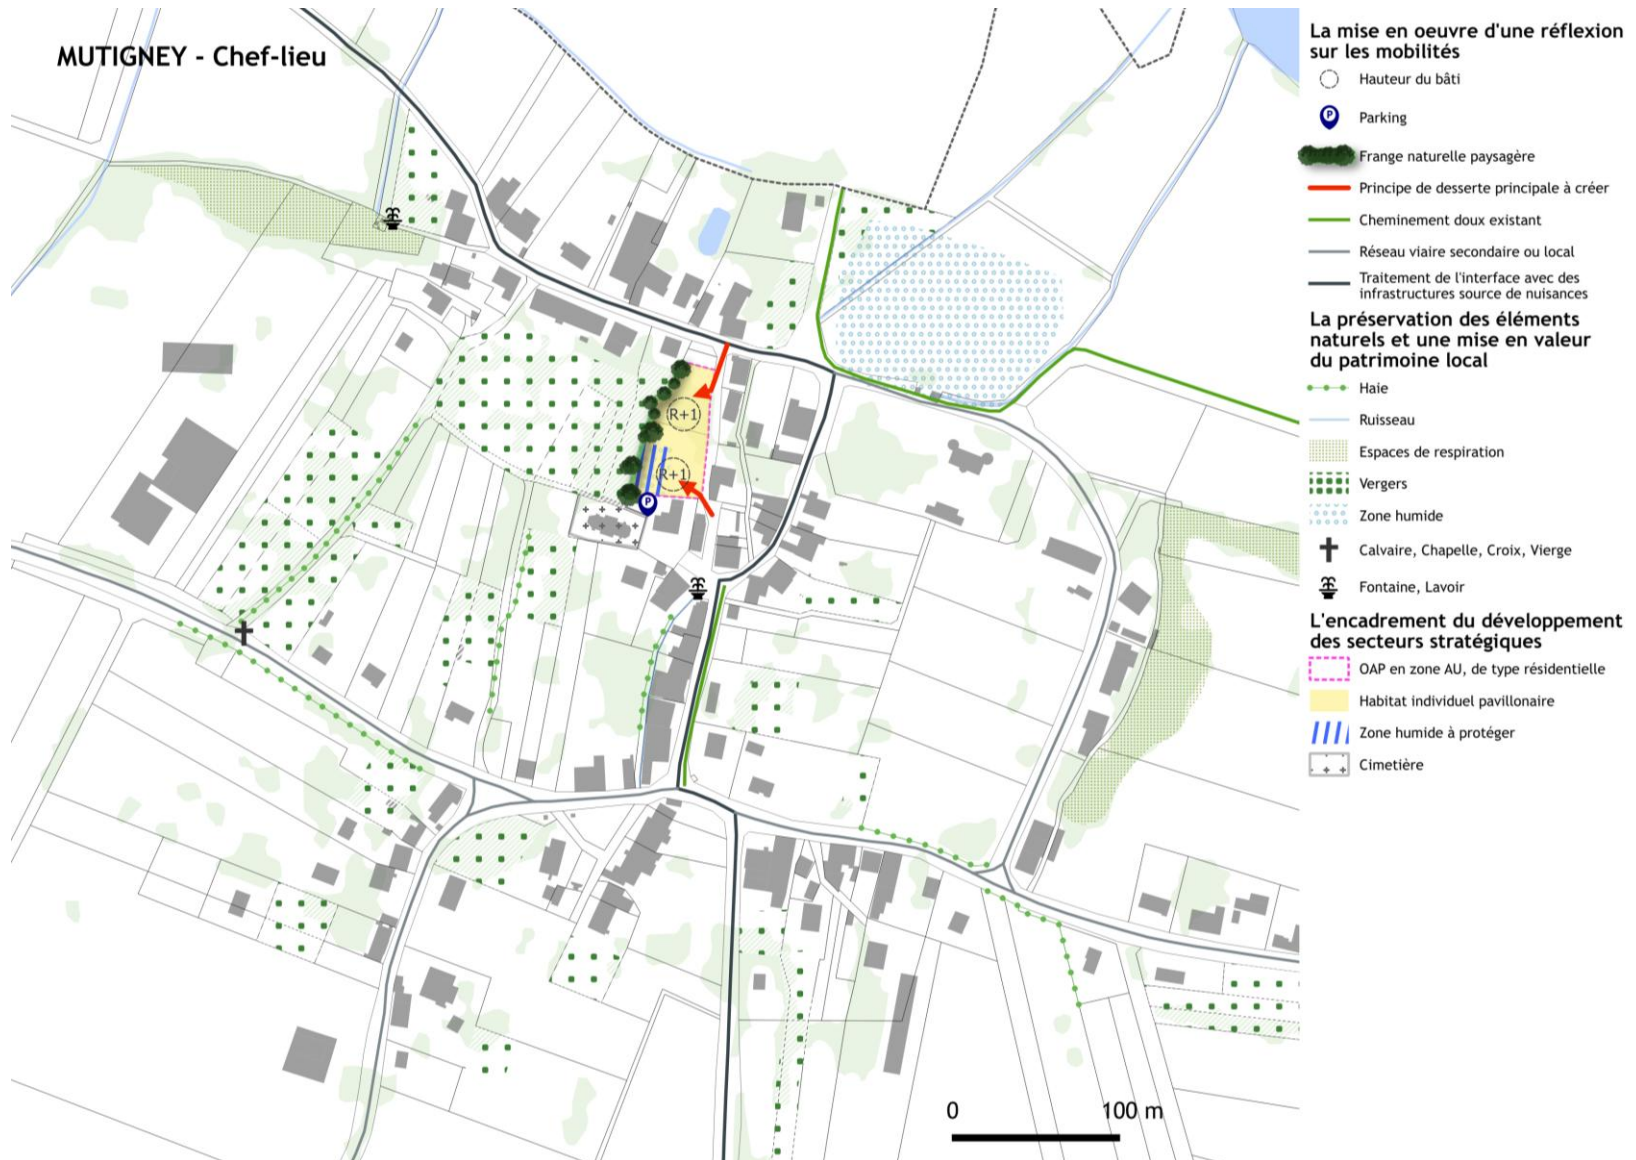 MUTIGNEY - Chef-lieu
R+1
R+1
P
P
0 100 m
La mise en oeuvre d'une réflexion
sur les mobilités
Hauteur du bâti
Parking
Frange naturelle paysagère
Principe de desserte principale à créer
Cheminement doux existant
Réseau viaire secondaire ou local
Traitement de l'interface avec des
infrastructures source de nuisances
La préservation des éléments
naturels et une mise en valeur
du patrimoine local
Haie
Ruisseau
Espaces de respiration
Vergers
Zone humide
Calvaire, Chapelle, Croix, Vierge
Fontaine, Lavoir
L'encadrement du développement
des secteurs stratégiques
OAP en zone AU, de type résidentielle
Habitat individuel pavillonaire
Zone humide à protéger
Cimetière